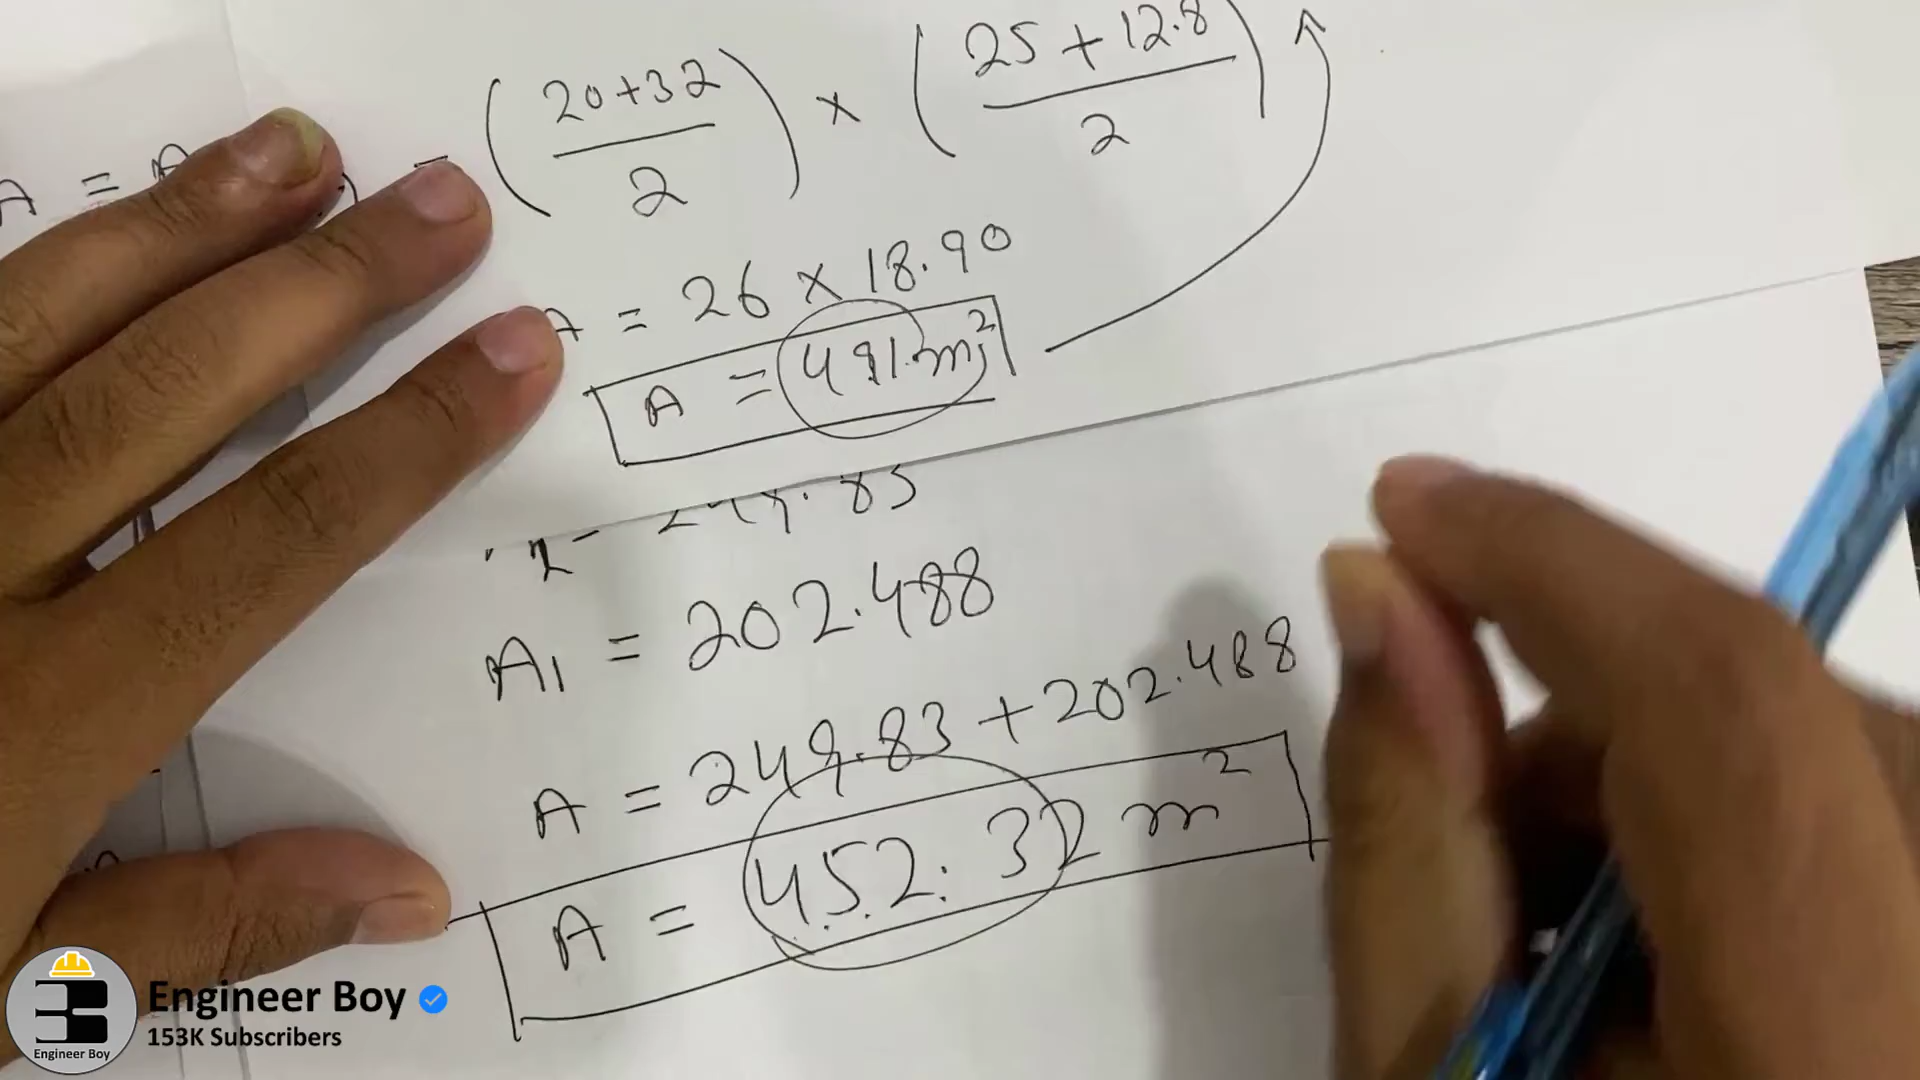 (20+32/2) × (25+12.8/2)
A =
A = 26 × 18.90
A = 491.m²
A₁ = 202.488
A = 249.83 + 202.488
A = 452.32 m²
Engineer Boy
153K Subscribers
Engineer Boy